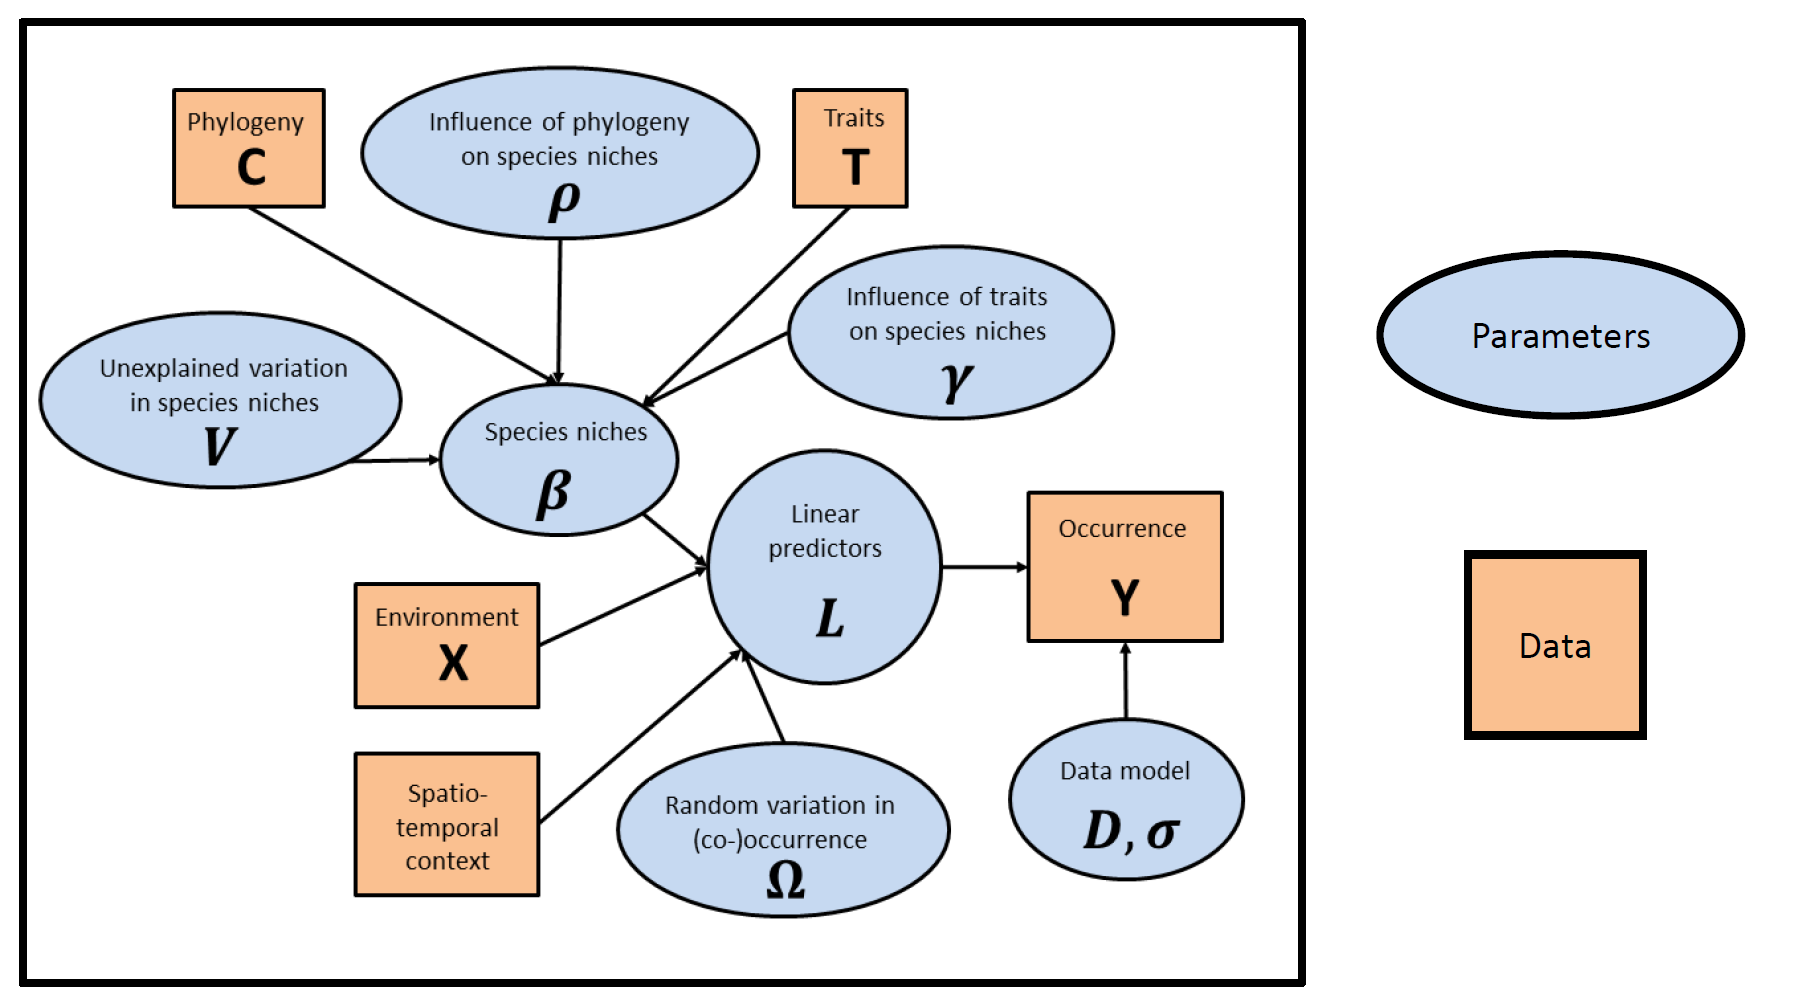 Phylogeny
C
Influence of phylogeny
on species niches
ρ
Traits
T
Influence of traits
on species niches
γ
Unexplained variation
in species niches
V
Species niches
β
Linear
predictors
L
Occurrence
Y
Environment
X
Spatio-
temporal
context
Random variation in
(co-)occurrence
Ω
Data model
D, σ
Parameters
Data